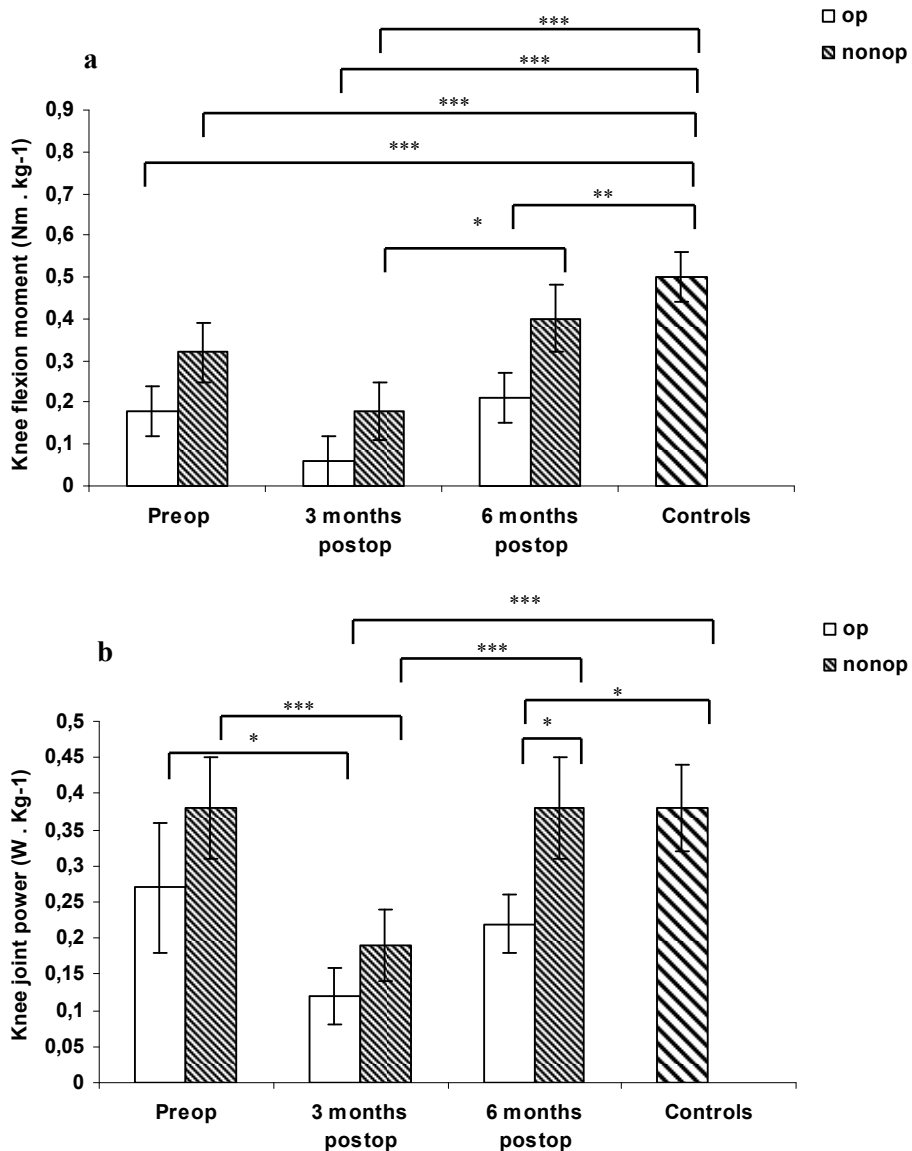 ***
op
nonop
a
***
***
***
**
*
Knee flexion moment (Nm . kg-1)
0,9
0,8
0,7
0,6
0,5
0,4
0,3
0,2
0,1
0
Preop
3 months
postop
6 months
postop
Controls
***
op
nonop
b
***
*
***
*
*
Knee joint power (W . Kg-1)
0,5
0,45
0,4
0,35
0,3
0,25
0,2
0,15
0,1
0,05
0
Preop
3 months
postop
6 months
postop
Controls